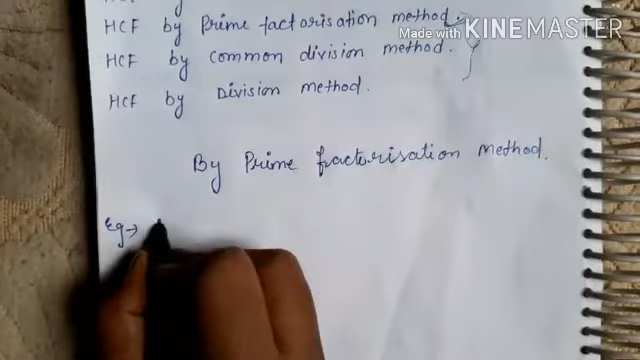 HCF by Prime factorisation method.
Made with KINEMASTER
HCF by common division method.
HCF by Division method.
By Prime fractorisation Method.
Eg →